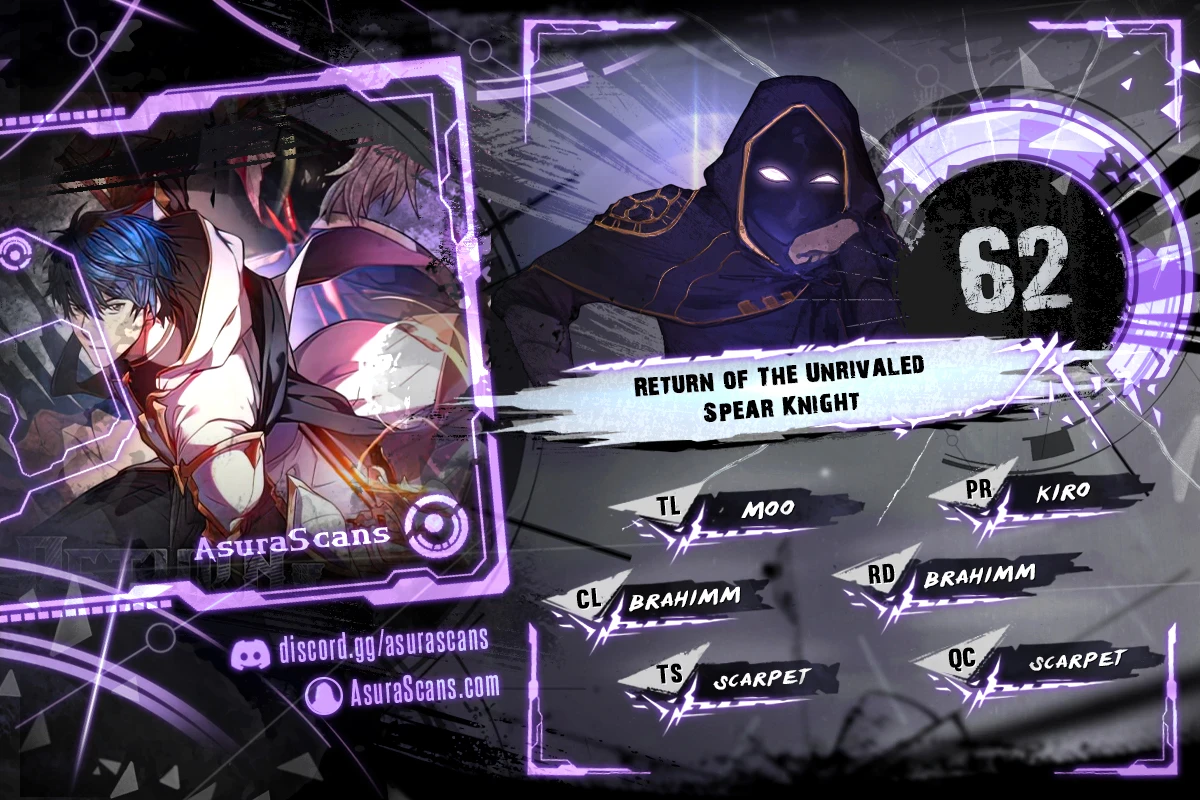 62
RETURN OF THE UNRIVALED
SPEAR KNIGHT
TL MOO
PR KIRO
CL BRAHIMM
RD BRAHIMM
TS SCARPET
QC SCARPET
AsuraScans
discord.gg/asurascans
AsuraScans.com